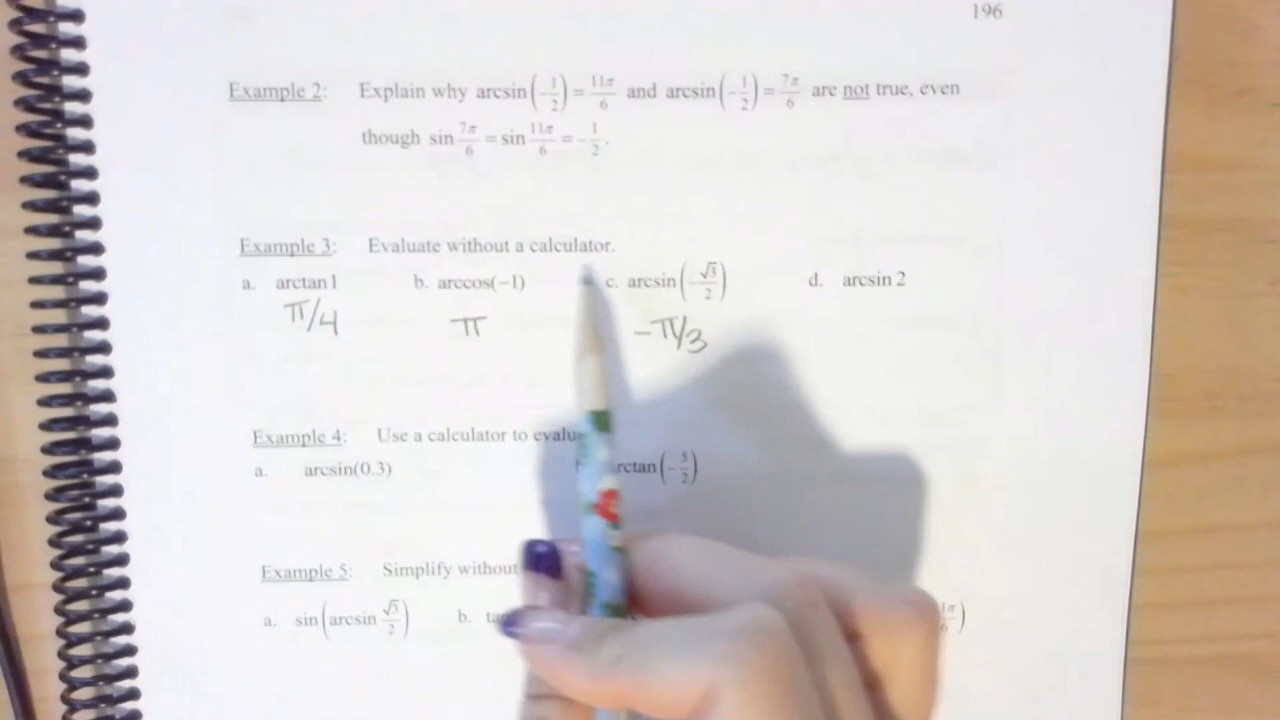 196
Example 2: Explain why arcsin(-1/2) = 11π/6 and arcsin(-1/2) = 7π/6 are not true, even
though sin 7π/6 = sin 11π/6 = -1/2.
Example 3: Evaluate without a calculator.
a. arctan 1 b. arccos(-1) c. arcsin(-√3/2) d. arcsin 2
π/4 π -π/3
Example 4: Use a calculator to
a. arcsin(0.3) (-5/2)
Example 5: Simplify without
a. sin(arcsin √3/2) b.